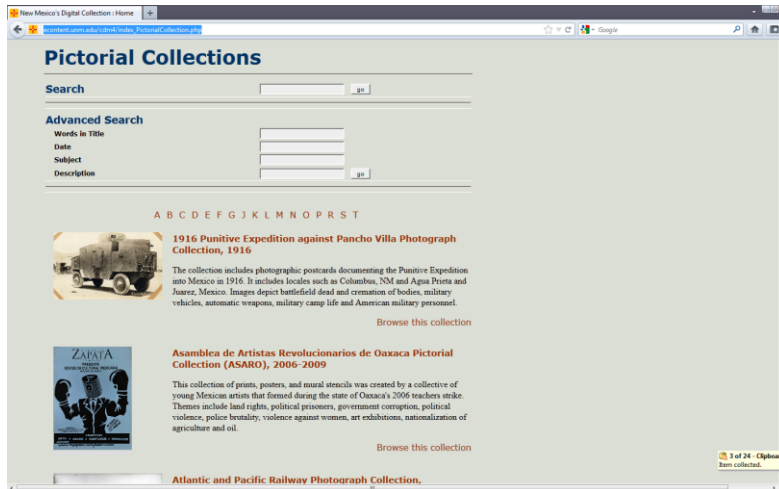 New Mexico's Digital Collection : Home
econtent.unm.edu/cdm4/index_PictorialCollection.php
Google
Pictorial Collections
Search
go
Advanced Search
Words in Title
Date
Subject
Description
go
A B C D E F G J K L M N O P R S T
1916 Punitive Expedition against Pancho Villa Photograph
Collection, 1916
The collection includes photographic postcards documenting the Punitive Expedition
into Mexico in 1916. It includes locales such as Columbus, NM and Agua Prieta and
Juarez, Mexico. Images depict battlefield dead and cremation of bodies, military
vehicles, automatic weapons, military camp life and American military personnel.
Browse this collection
ZAPATA
Asamblea de Artistas Revolucionarios de Oaxaca Pictorial
Collection (ASARO), 2006-2009
This collection of prints, posters, and mural stencils was created by a collective of
young Mexican artists that formed during the state of Oaxaca's 2006 teachers strike.
Themes include land rights, political prisoners, government corruption, political
violence, police brutality, violence against women, art exhibitions, nationalization of
agriculture and oil.
Browse this collection
3 of 24 - Clipboa
Item collected.
Atlantic and Pacific Railway Photograph Collection,